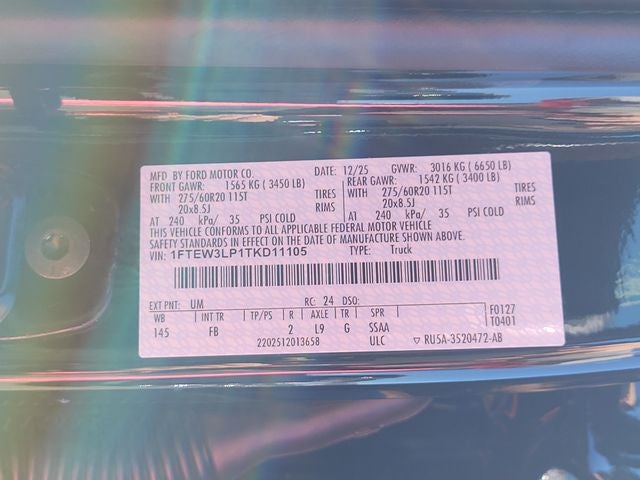 MFD BY FORD MOTOR CO. DATE: 12/25 GVWR: 3016 KG ( 6650 LB)
FRONT GAWR: 1565 KG ( 3450 LB) REAR GAWR: 1542 KG ( 3400 LB)
WITH 275/60R20 115T TIRES WITH 275/60R20 115T TIRES
20x8.5J RIMS 20x8.5J RIMS
AT 240 kPa/ 35 PSI COLD AT 240 kPa/ 35 PSI COLD
THIS VEHICLE CONFORMS TO ALL APPLICABLE FEDERAL MOTOR VEHICLE
SAFETY STANDARDS IN EFFECT ON THE DATE OF MANUFACTURE SHOWN ABOVE.
VIN: 1FTEW3LP1TKD11105 TYPE: Truck
EXT PNT: UM RC: 24 DSO: F0127
WB INT TR TP/PS R AXLE TR SPR T0401
145 FB 2 L9 G SSAA
2202512013658 ULC ▽ RU5A-3520472-AB